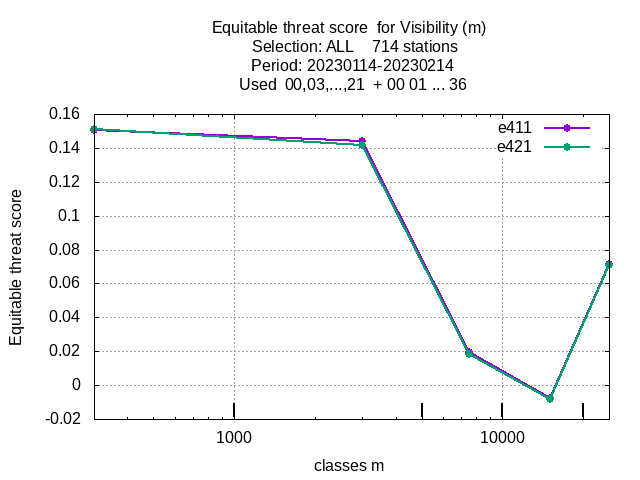 Equitable threat score  for Visibility (m)
Selection: ALL    714 stations
Period: 20230114-20230214
Used  00,03,...,21  + 00 01 ... 36
e411
e421
0.16
0.14
0.12
0.1
0.08
0.06
0.04
0.02
0
-0.02
Equitable threat score
1000
10000
classes m